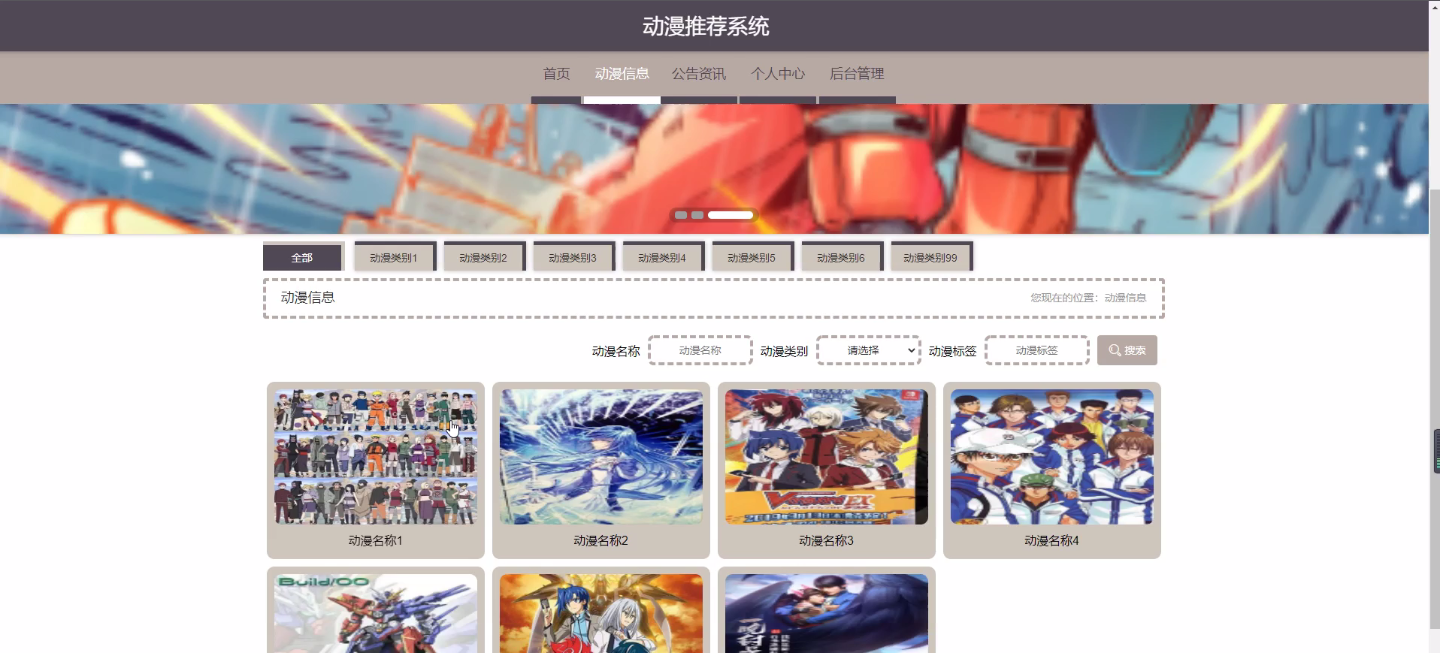 动漫推荐系统
首页 动漫信息 公告资讯 个人中心 后台管理
全部 动漫类别1 动漫类别2 动漫类别3 动漫类别4 动漫类别5 动漫类别6 动漫类别99
动漫信息 您现在的位置：动漫信息
动漫名称 动漫名称 动漫类别 请选择 动漫标签 动漫标签 搜索
动漫名称1 动漫名称2 动漫名称3 动漫名称4
Build/OO